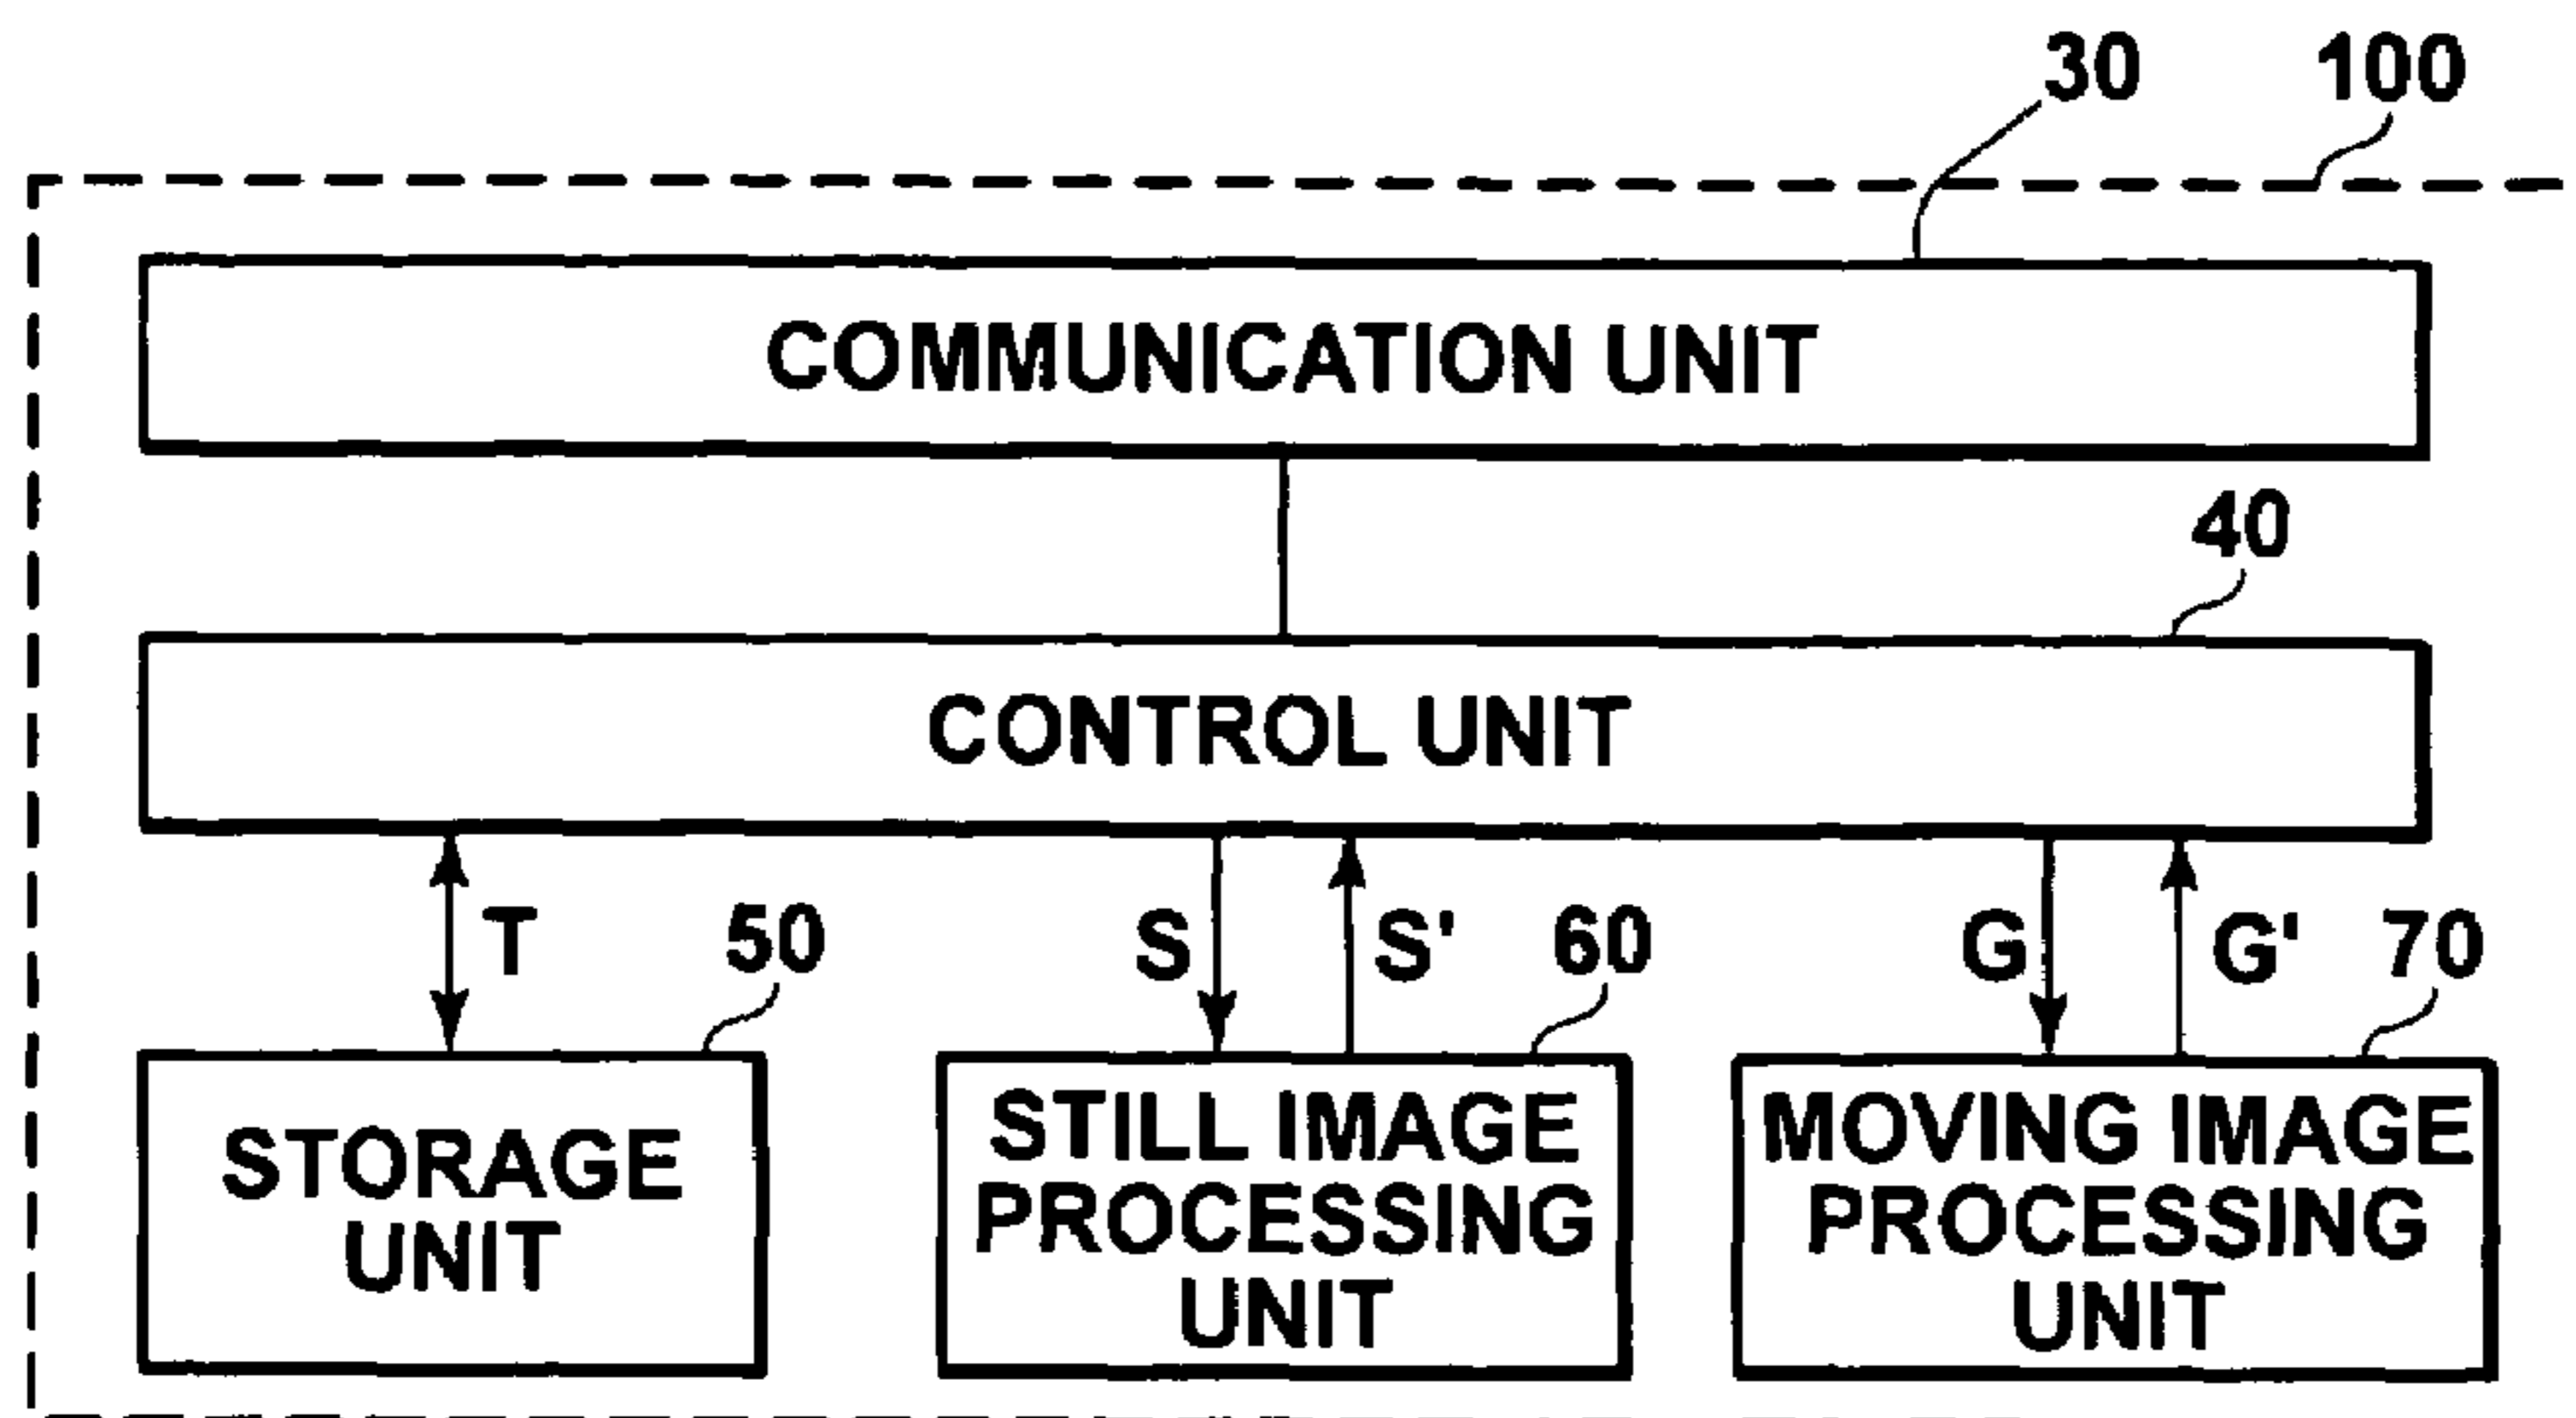 30 100
COMMUNICATION UNIT
40
CONTROL UNIT
T 50 S S' 60 G G' 70
STORAGE
UNIT
STILL IMAGE
PROCESSING
UNIT
MOVING IMAGE
PROCESSING
UNIT